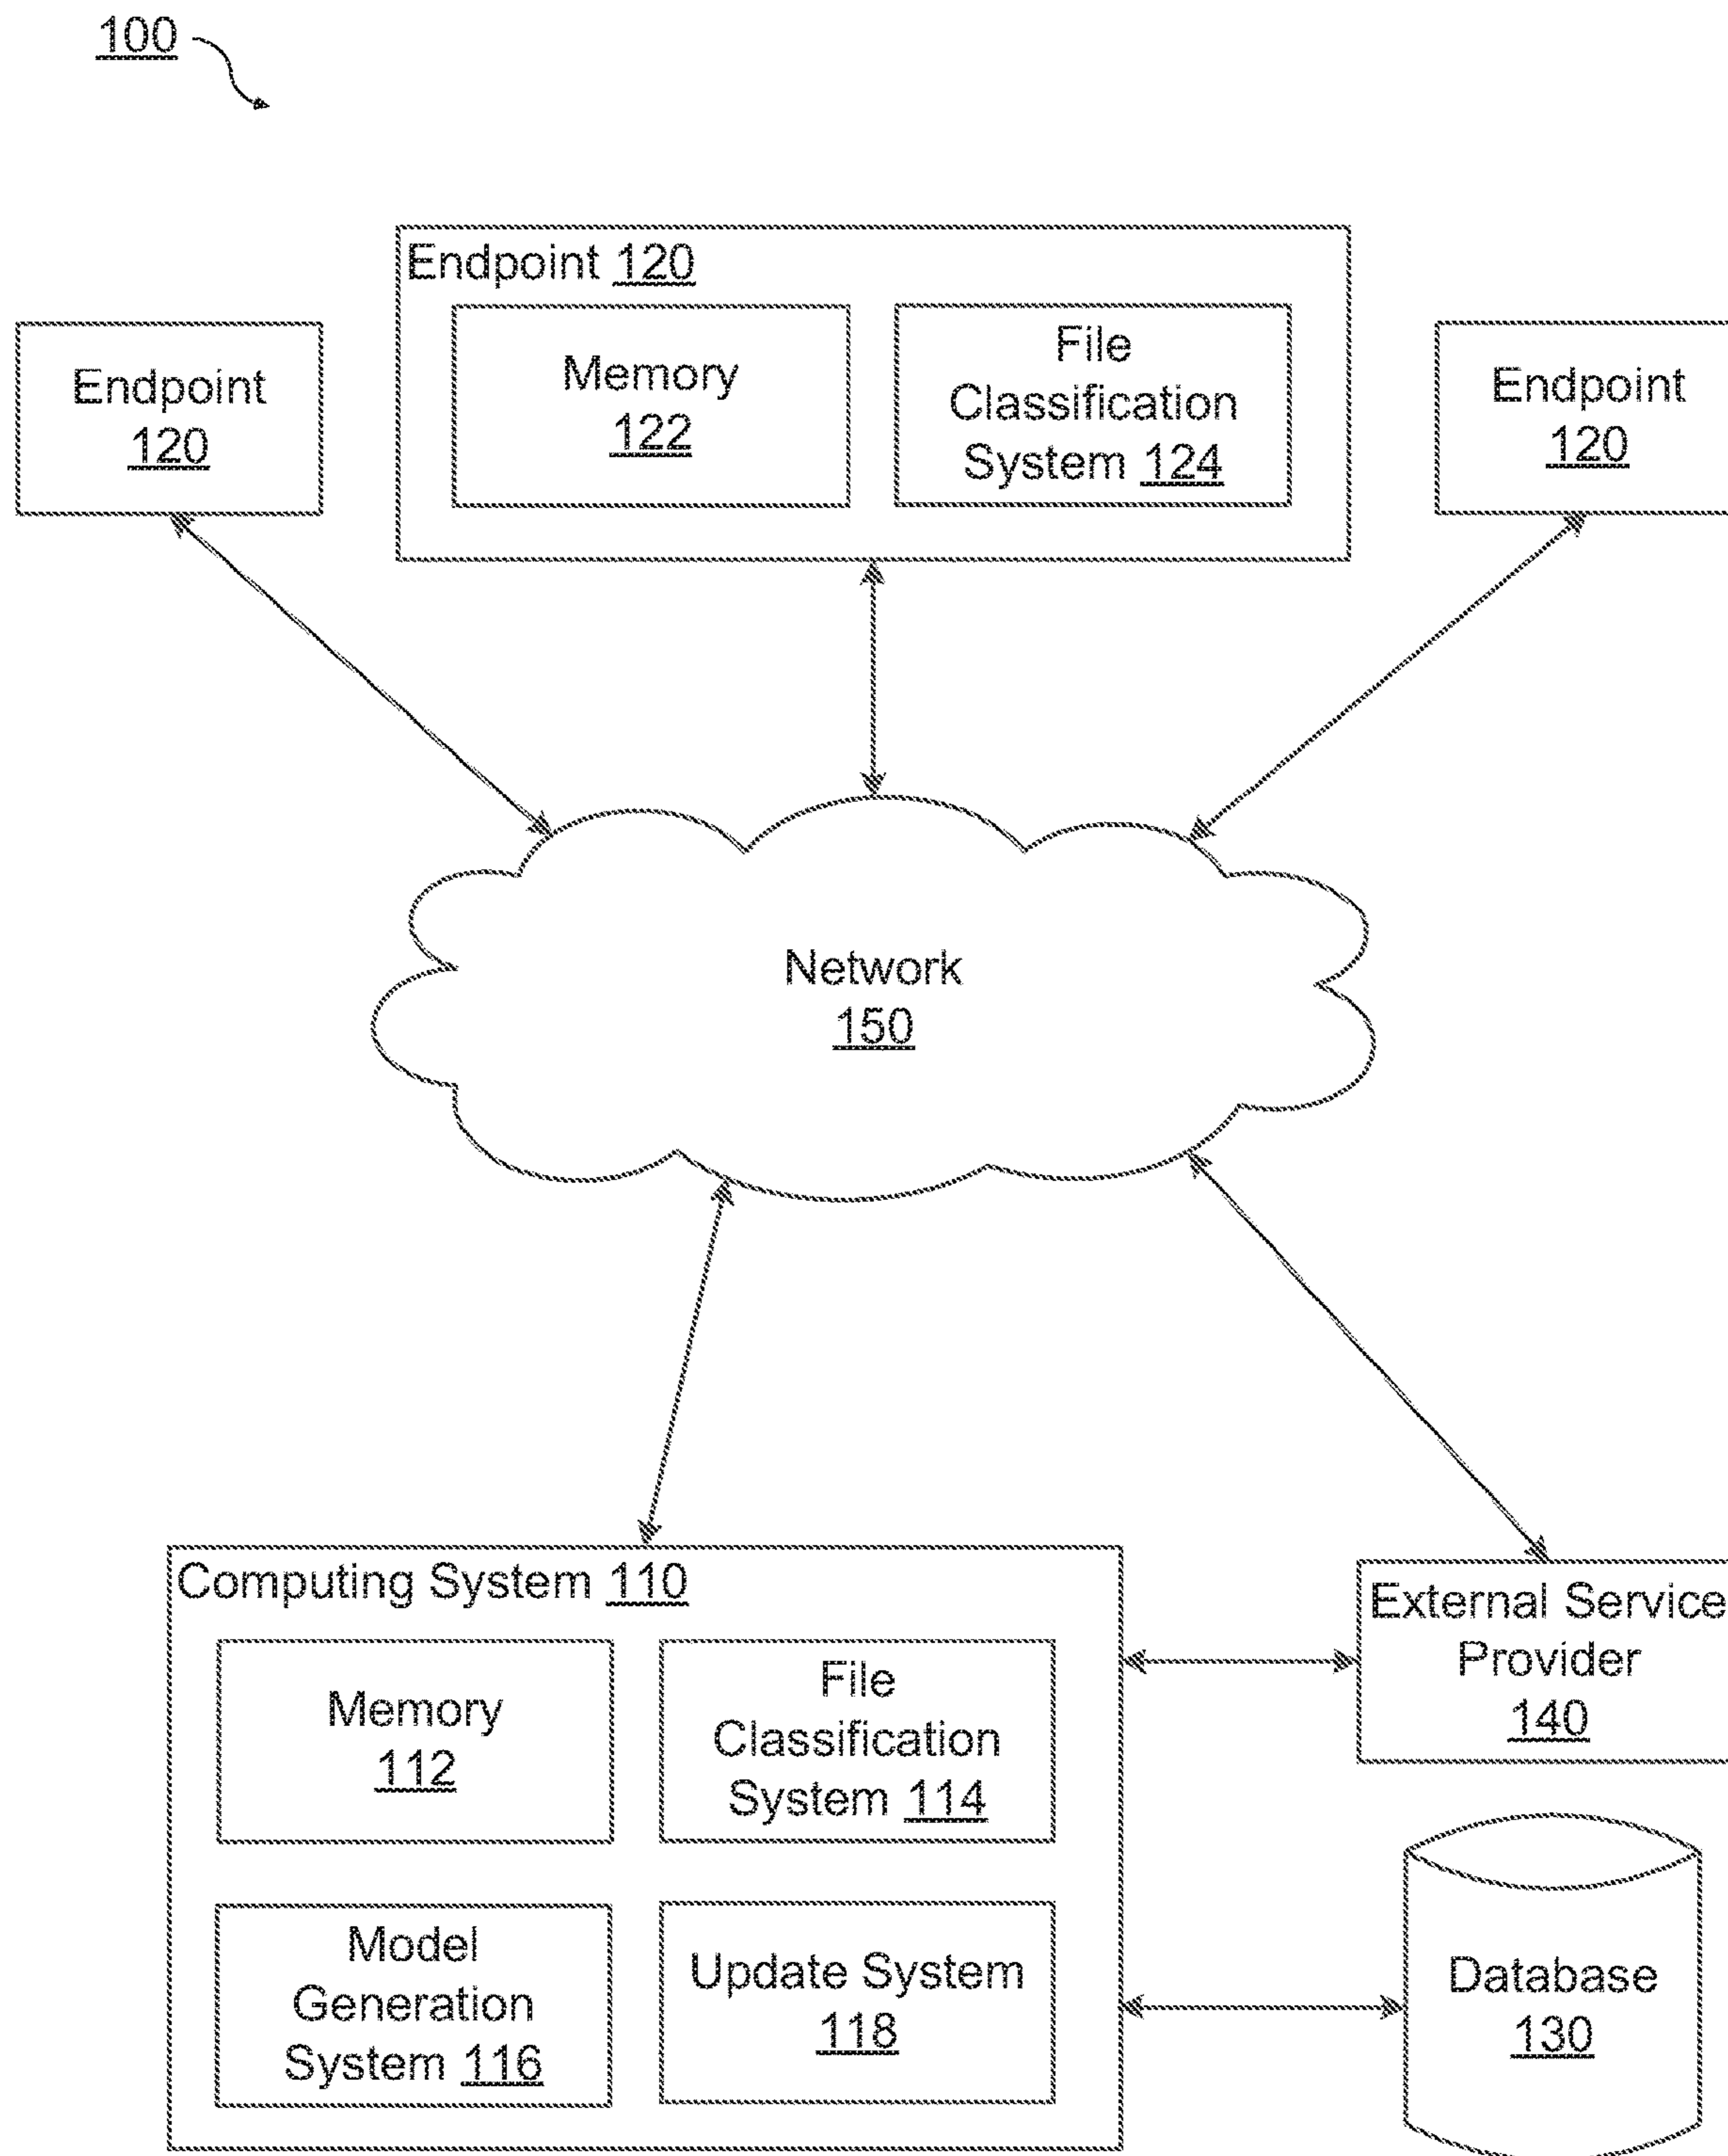 100
Endpoint 120
Endpoint
120
Memory
122
File
Classification
System 124
Endpoint
120
Network
150
Computing System 110
Memory
112
File
Classification
System 114
Model
Generation
System 116
Update System
118
External Service
Provider
140
Database
130